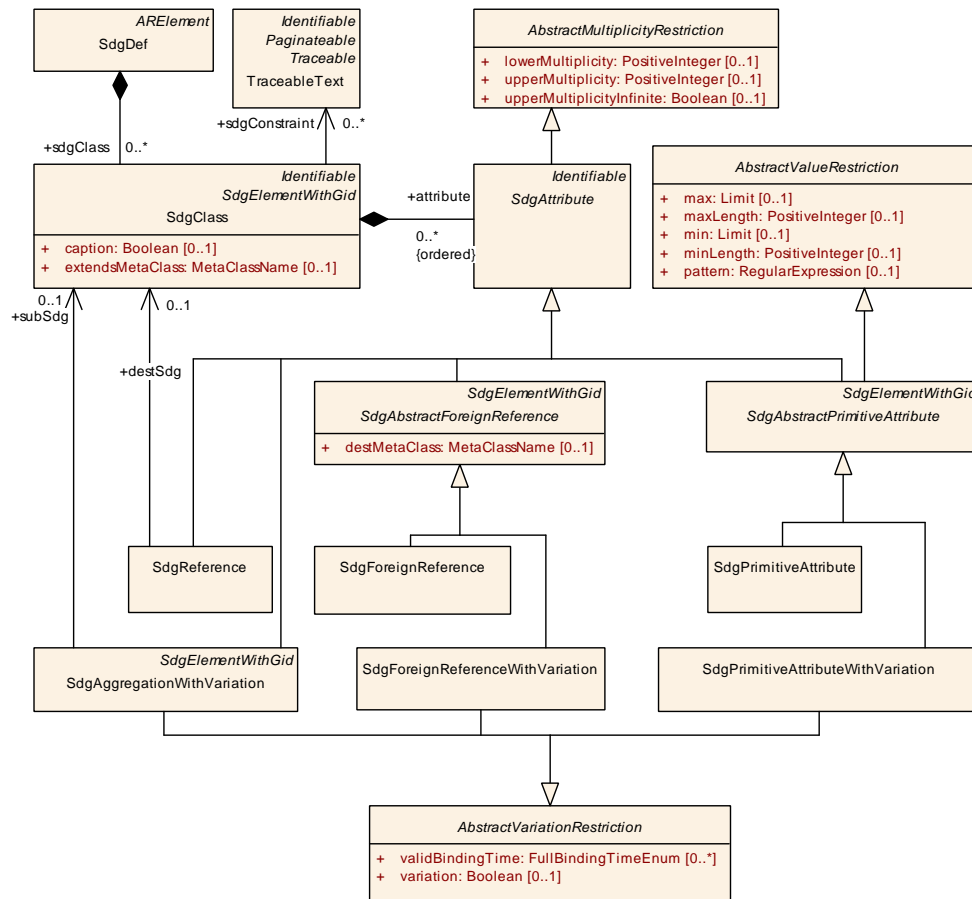 ARElement
SdgDef
Identifiable
Paginateable
Traceable
TraceableText
AbstractMultiplicityRestriction
+ lowerMultiplicity: PositiveInteger [0..1]
+ upperMultiplicity: PositiveInteger [0..1]
+ upperMultiplicityInfinite: Boolean [0..1]
+sdgConstraint 0..*
+sdgClass 0..*
Identifiable
SdgElementWithGid
SdgClass
+ caption: Boolean [0..1]
+ extendsMetaClass: MetaClassName [0..1]
+attribute
0..*
{ordered}
Identifiable
SdgAttribute
AbstractValueRestriction
+ max: Limit [0..1]
+ maxLength: PositiveInteger [0..1]
+ min: Limit [0..1]
+ minLength: PositiveInteger [0..1]
+ pattern: RegularExpression [0..1]
0..1
+subSdg
0..1
+destSdg
SdgElementWithGid
SdgAbstractForeignReference
+ destMetaClass: MetaClassName [0..1]
SdgElementWithGid
SdgAbstractPrimitiveAttribute
SdgReference
SdgForeignReference
SdgPrimitiveAttribute
SdgElementWithGid
SdgAggregationWithVariation
SdgForeignReferenceWithVariation
SdgPrimitiveAttributeWithVariation
AbstractVariationRestriction
+ validBindingTime: FullBindingTimeEnum [0..*]
+ variation: Boolean [0..1]